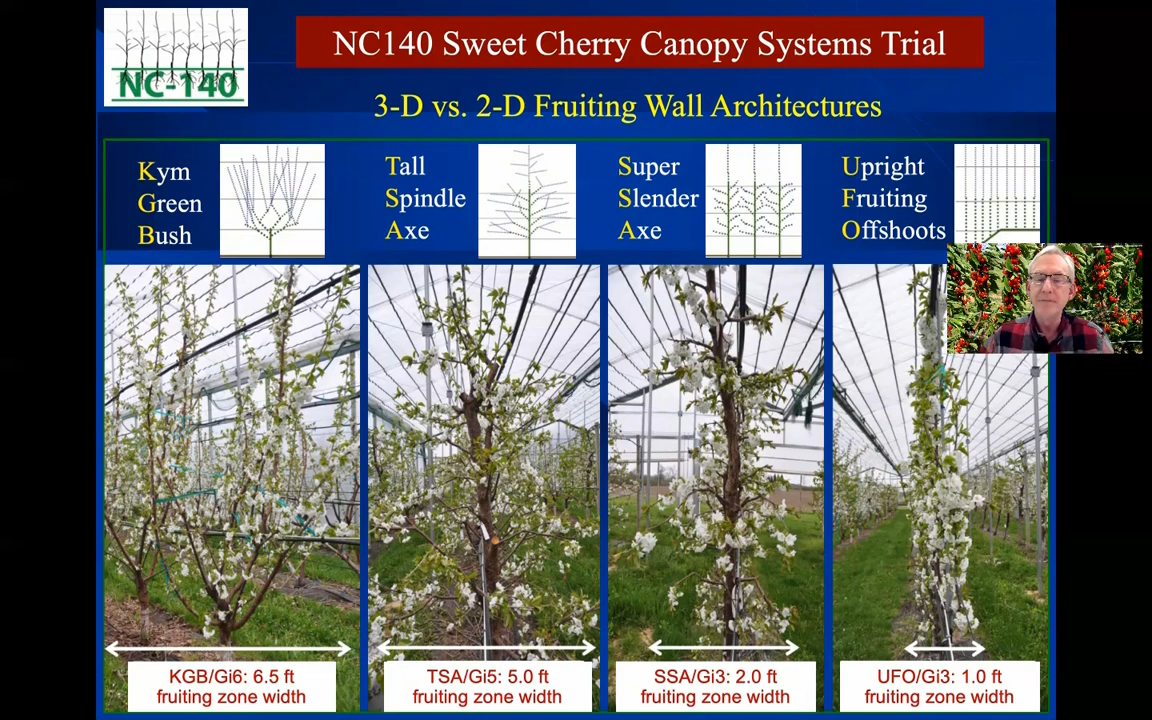 NC-140
NC140 Sweet Cherry Canopy Systems Trial
3-D vs. 2-D Fruiting Wall Architectures
Kym
Green
Bush
Tall
Spindle
Axe
Super
Slender
Axe
Upright
Fruiting
Offshoots
KGB/Gi6: 6.5 ft
fruiting zone width
TSA/Gi5: 5.0 ft
fruiting zone width
SSA/Gi3: 2.0 ft
fruiting zone width
UFO/Gi3: 1.0 ft
fruiting zone width